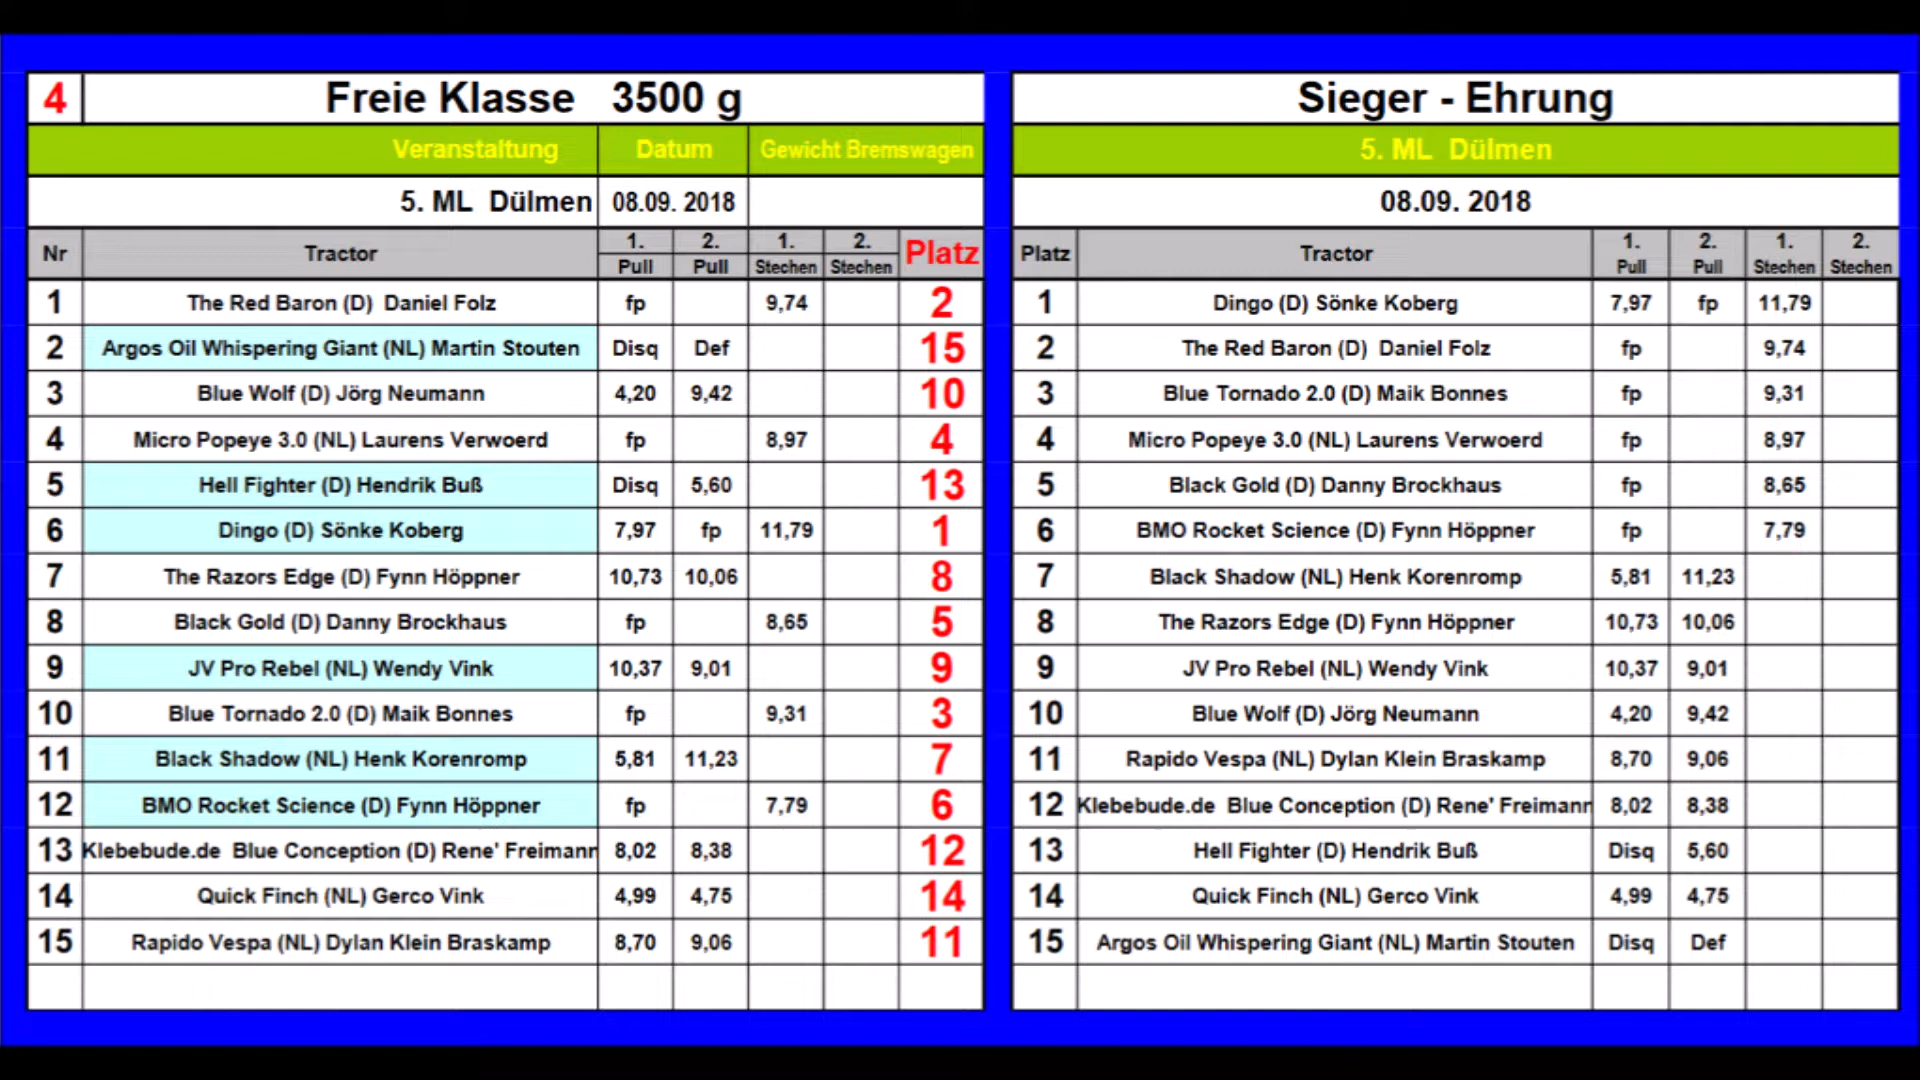 4 Freie Klasse 3500 g
Veranstaltung Datum Gewicht Bremswagen
5. ML Dülmen 08.09. 2018
Nr Tractor 1. Pull 2. Pull 1. Stechen 2. Stechen Platz
1 The Red Baron (D) Daniel Folz fp 9,74 2
2 Argos Oil Whispering Giant (NL) Martin Stouten Disq Def 15
3 Blue Wolf (D) Jörg Neumann 4,20 9,42 10
4 Micro Popeye 3.0 (NL) Laurens Verwoerd fp 8,97 4
5 Hell Fighter (D) Hendrik Buß Disq 5,60 13
6 Dingo (D) Sönke Koberg 7,97 fp 11,79 1
7 The Razors Edge (D) Fynn Höppner 10,73 10,06 8
8 Black Gold (D) Danny Brockhaus fp 8,65 5
9 JV Pro Rebel (NL) Wendy Vink 10,37 9,01 9
10 Blue Tornado 2.0 (D) Maik Bonnes fp 9,31 3
11 Black Shadow (NL) Henk Korenromp 5,81 11,23 7
12 BMO Rocket Science (D) Fynn Höppner fp 7,79 6
13 Klebebude.de Blue Conception (D) Rene' Freimann 8,02 8,38 12
14 Quick Finch (NL) Gerco Vink 4,99 4,75 14
15 Rapido Vespa (NL) Dylan Klein Braskamp 8,70 9,06 11
Sieger - Ehrung
5. ML Dülmen
08.09. 2018
Platz Tractor 1. Pull 2. Pull 1. Stechen 2. Stechen
1 Dingo (D) Sönke Koberg 7,97 fp 11,79
2 The Red Baron (D) Daniel Folz fp 9,74
3 Blue Tornado 2.0 (D) Maik Bonnes fp 9,31
4 Micro Popeye 3.0 (NL) Laurens Verwoerd fp 8,97
5 Black Gold (D) Danny Brockhaus fp 8,65
6 BMO Rocket Science (D) Fynn Höppner fp 7,79
7 Black Shadow (NL) Henk Korenromp 5,81 11,23
8 The Razors Edge (D) Fynn Höppner 10,73 10,06
9 JV Pro Rebel (NL) Wendy Vink 10,37 9,01
10 Blue Wolf (D) Jörg Neumann 4,20 9,42
11 Rapido Vespa (NL) Dylan Klein Braskamp 8,70 9,06
12 Klebebude.de Blue Conception (D) Rene' Freimann 8,02 8,38
13 Hell Fighter (D) Hendrik Buß Disq 5,60
14 Quick Finch (NL) Gerco Vink 4,99 4,75
15 Argos Oil Whispering Giant (NL) Martin Stouten Disq Def